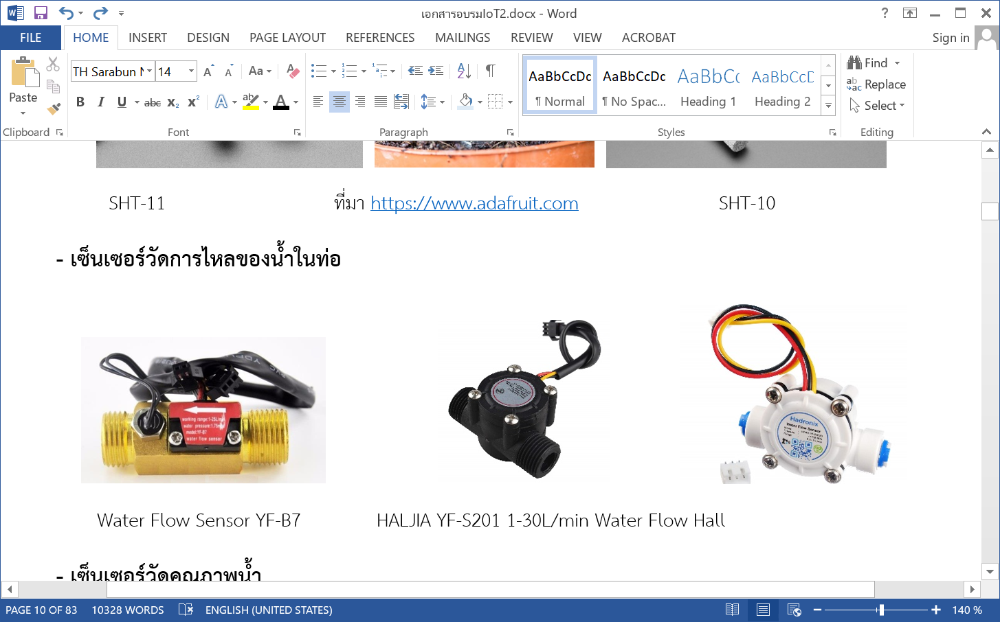 เอกสารอบรมIoT2.docx - Word
FILE HOME INSERT DESIGN PAGE LAYOUT REFERENCES MAILINGS REVIEW VIEW ACROBAT Sign in
TH Sarabun 14
Paste
Clipboard Font Paragraph Styles Editing
AaBbCcDc AaBbCcDc AaBbCc AaBbCcD
¶ Normal ¶ No Spac... Heading 1 Heading 2
Find
Replace
Select
SHT-11 ที่มา https://www.adafruit.com SHT-10
- เซ็นเซอร์วัดการไหลของน้ำในท่อ
working range:1-25L/
water pressure:1.75
model:YF-B7
water flow sensor
Hadronix
Water Flow Sensor
Water Flow Sensor YF-B7 HALJIA YF-S201 1-30L/min Water Flow Hall
- เซ็นเซอร์วัดคุณภาพน้ำ
PAGE 10 OF 83 10328 WORDS ENGLISH (UNITED STATES) 140 %